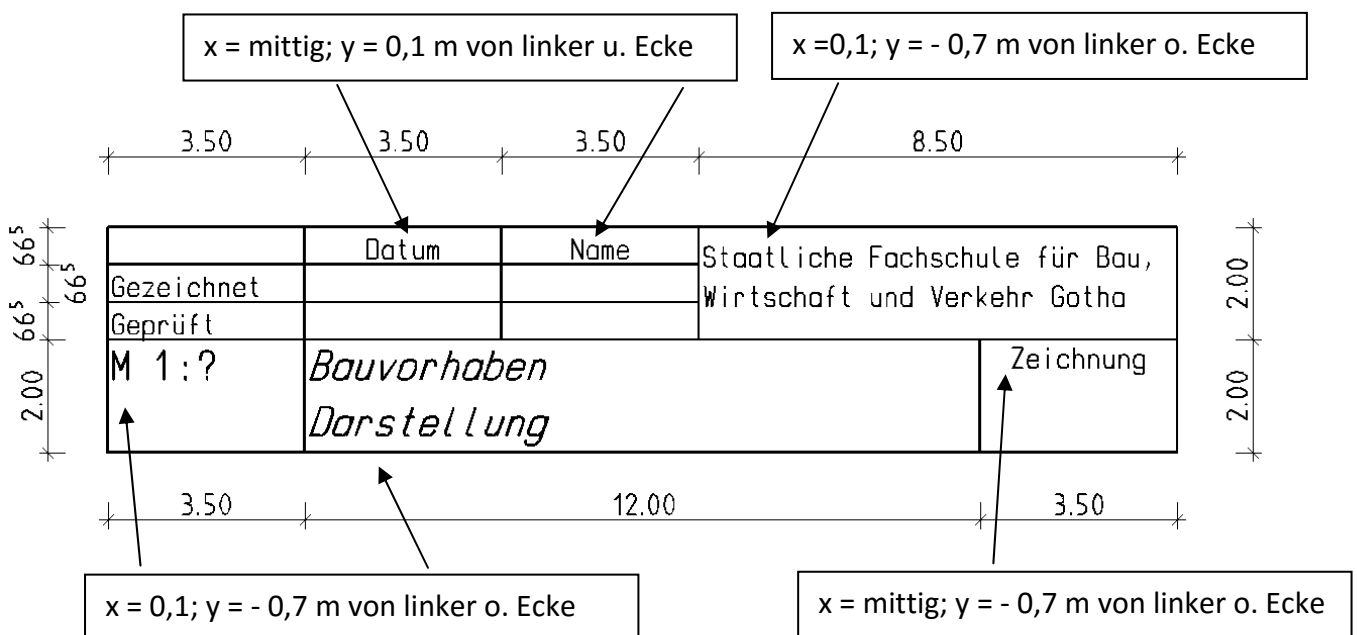 x = mittig; y = 0,1 m von linker u. Ecke
x =0,1; y = - 0,7 m von linker o. Ecke
3.50 3.50 3.50 8.50
66⁵ 66⁵ 66⁵ 2.00
Datum Name
Gezeichnet
Geprüft
Staatliche Fachschule für Bau,
Wirtschaft und Verkehr Gotha
2.00
M 1:?
Bauvorhaben
Darstellung
Zeichnung
2.00
3.50 12.00 3.50
x = 0,1; y = - 0,7 m von linker o. Ecke
x = mittig; y = - 0,7 m von linker o. Ecke